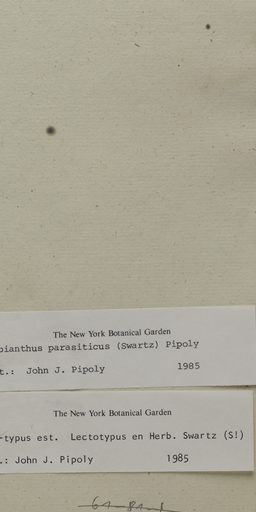 The New York Botanical Garden
bianthus parasiticus (Swartz) Pipoly
t.: John J. Pipoly 1985
The New York Botanical Garden
typus est. Lectotypus en Herb. Swartz (S!)
.: John J. Pipoly 1985